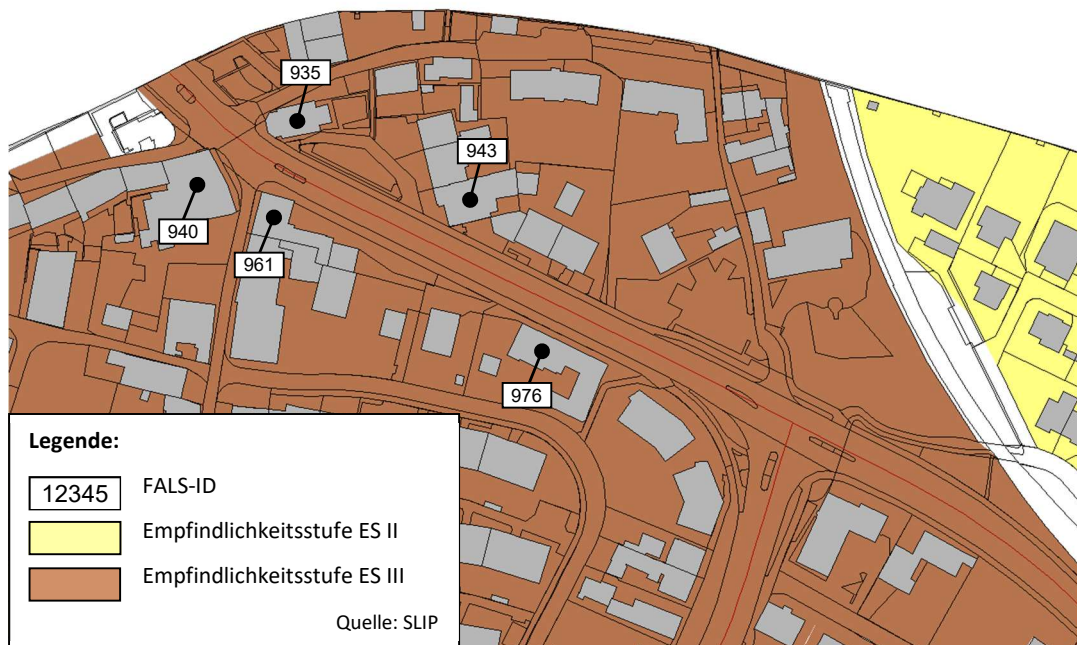 935
943
940
961
976
Legende:
12345 FALS-ID
Empfindlichkeitsstufe ES II
Empfindlichkeitsstufe ES III
Quelle: SLIP